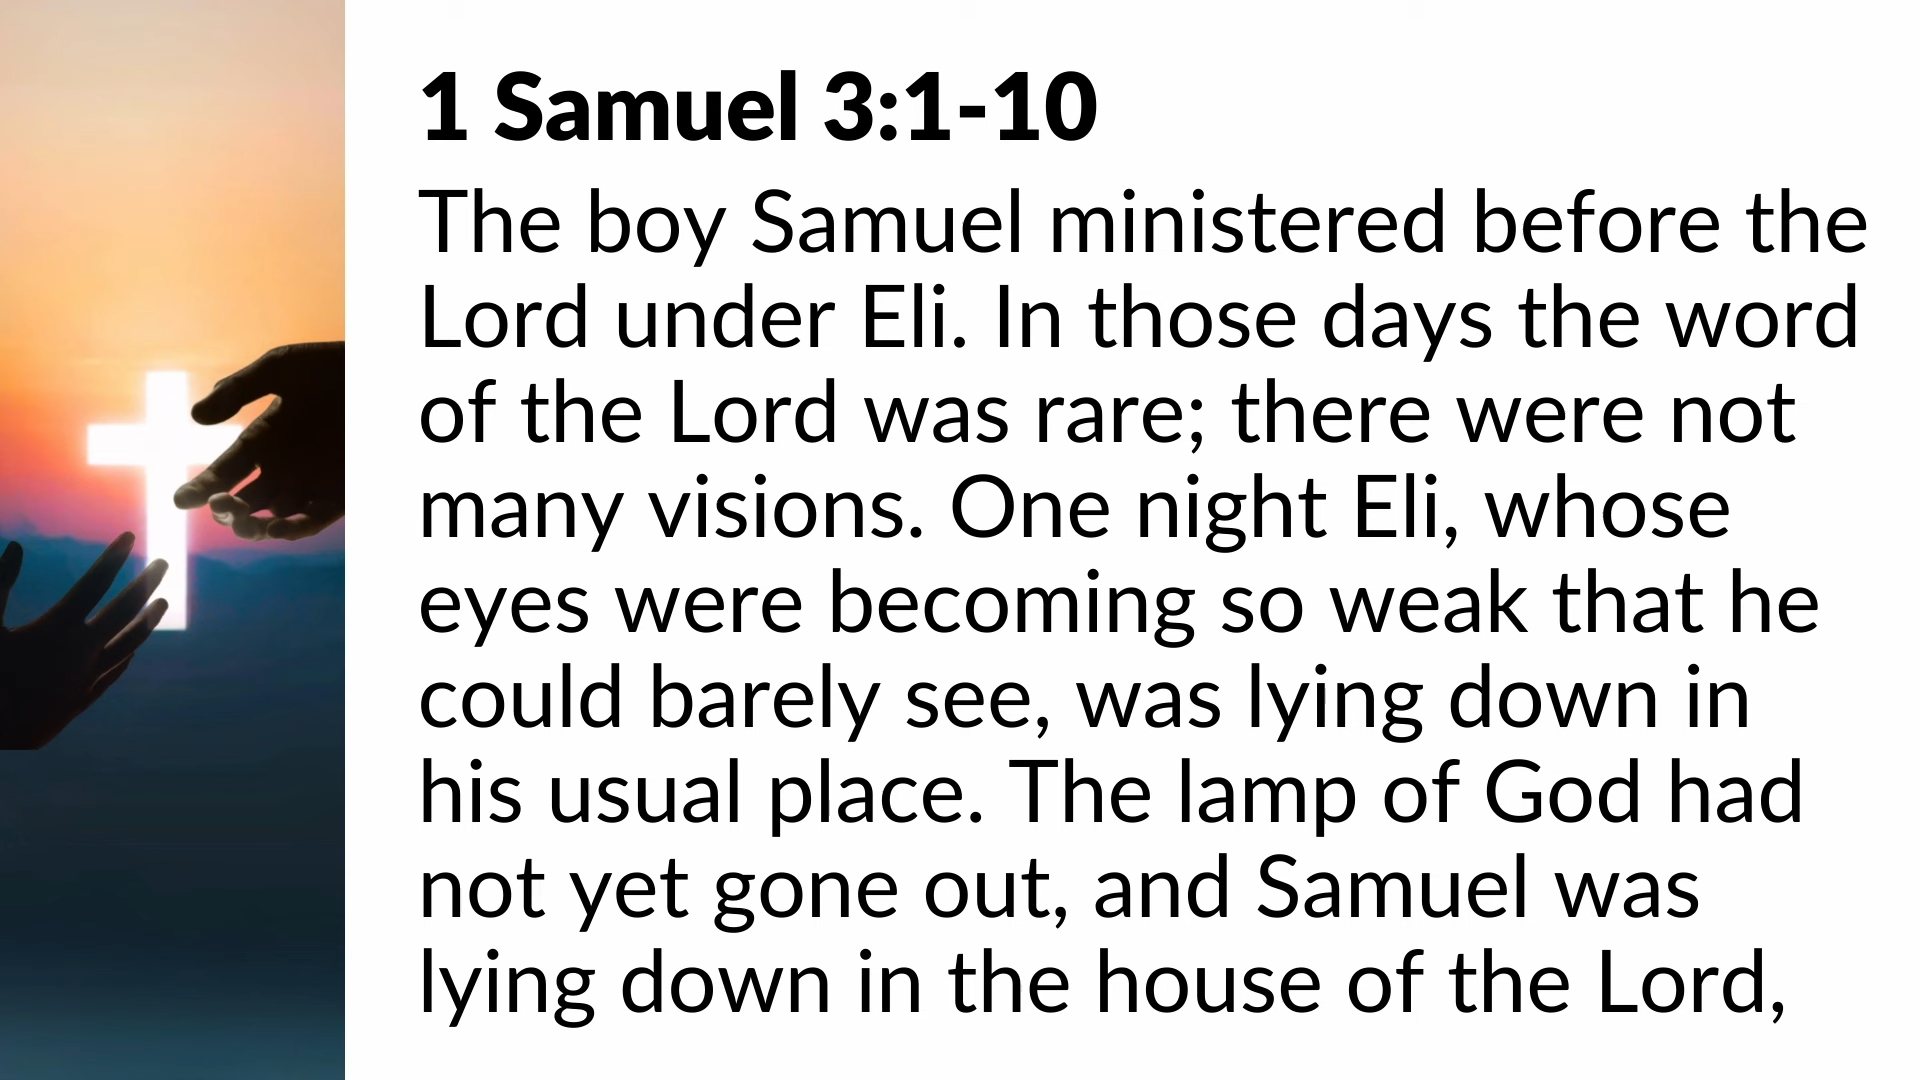 1 Samuel 3:1-10
The boy Samuel ministered before the
Lord under Eli. In those days the word
of the Lord was rare; there were not
many visions. One night Eli, whose
eyes were becoming so weak that he
could barely see, was lying down in
his usual place. The lamp of God had
not yet gone out, and Samuel was
lying down in the house of the Lord,